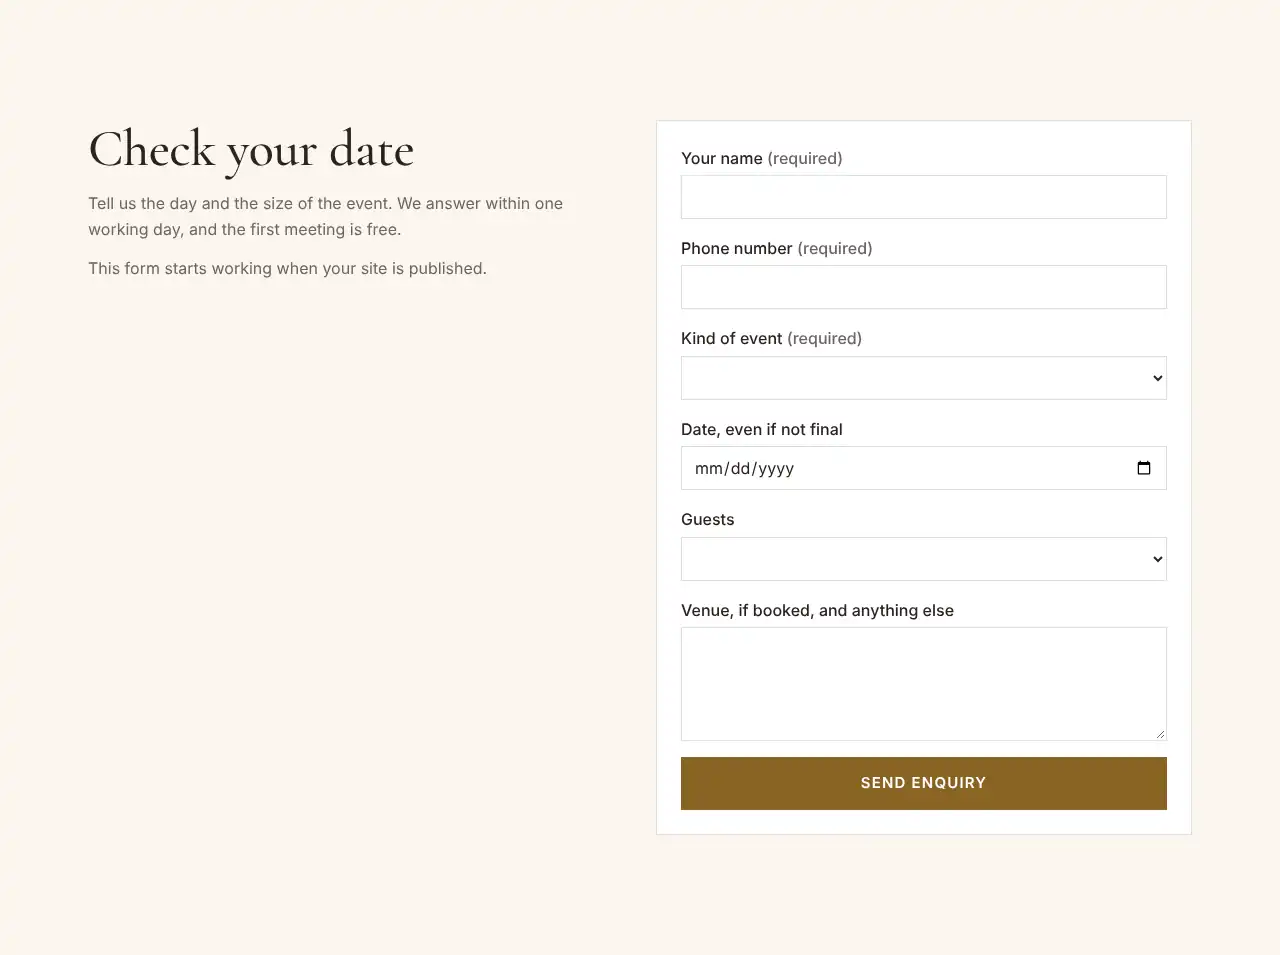 Check your date
Tell us the day and the size of the event. We answer within one
working day, and the first meeting is free.
This form starts working when your site is published.
Your name (required)
Phone number (required)
Kind of event (required)
Date, even if not final
mm/dd/yyyy
Guests
Venue, if booked, and anything else
SEND ENQUIRY